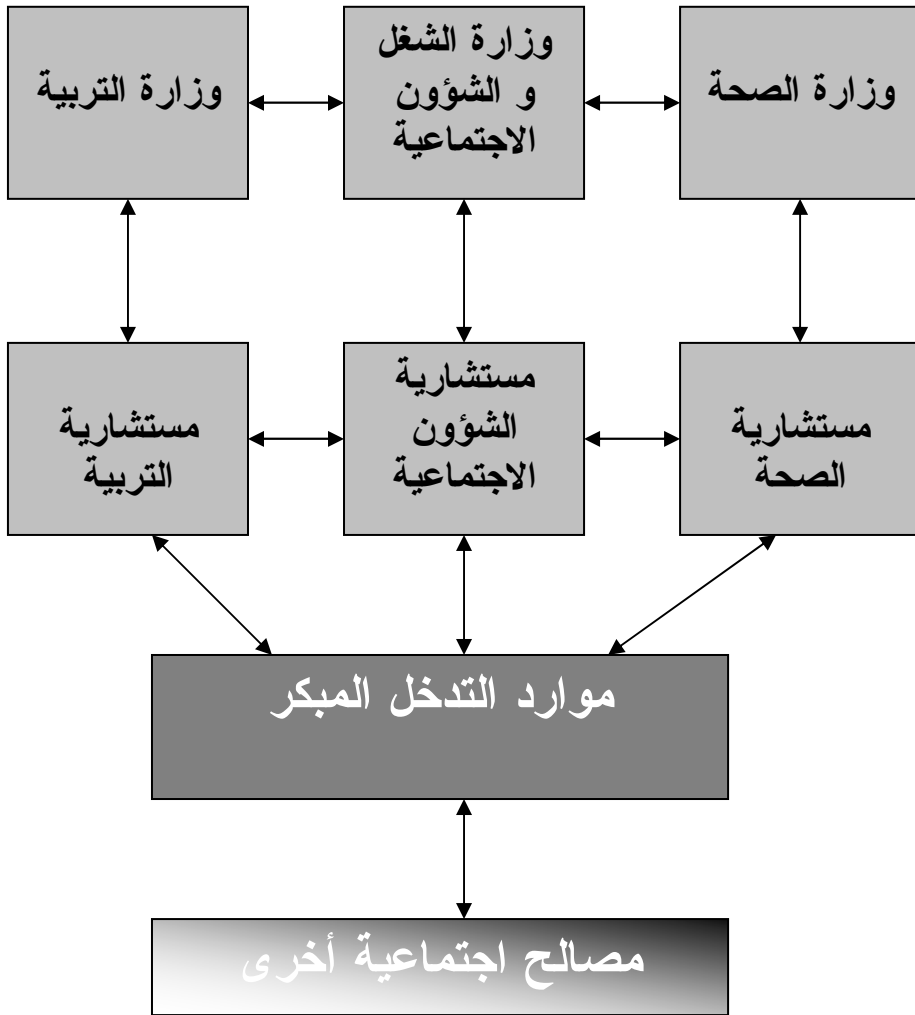 وزارة الصحة
وزارة الشغل
و الشؤون
الاجتماعية
وزارة التربية
مستشارية
الصحة
مستشارية
الشؤون
الاجتماعية
مستشارية
التربية
موارد التدخل المبكر
مصالح اجتماعية أخرى